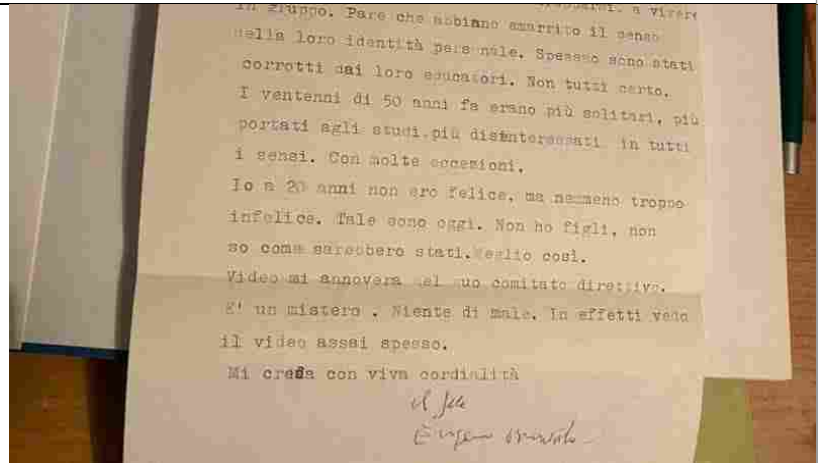 a vivere
in gruppo. Pare che abbiano smarrito il senso
della loro identità pers nale. Spessso sono stati
corrotti dai loro educatori. Non tutti certo.
I ventenni di 50 anni fa erano più solitari, più
portati agli studi,più disinteressati in tutti
i sensi. Con molte eccezioni.
Io a 20 anni non ero felice, ma nemmeno troppo
infelice. Tale sono oggi. Non ho figli, non
so come sarebbero stati.Meglio così.
Video mi annovera nel suo comitato direttivo.
E' un mistero . Niente di male. In effetti vedo
il video assai spesso.
Mi creda con viva cordialità